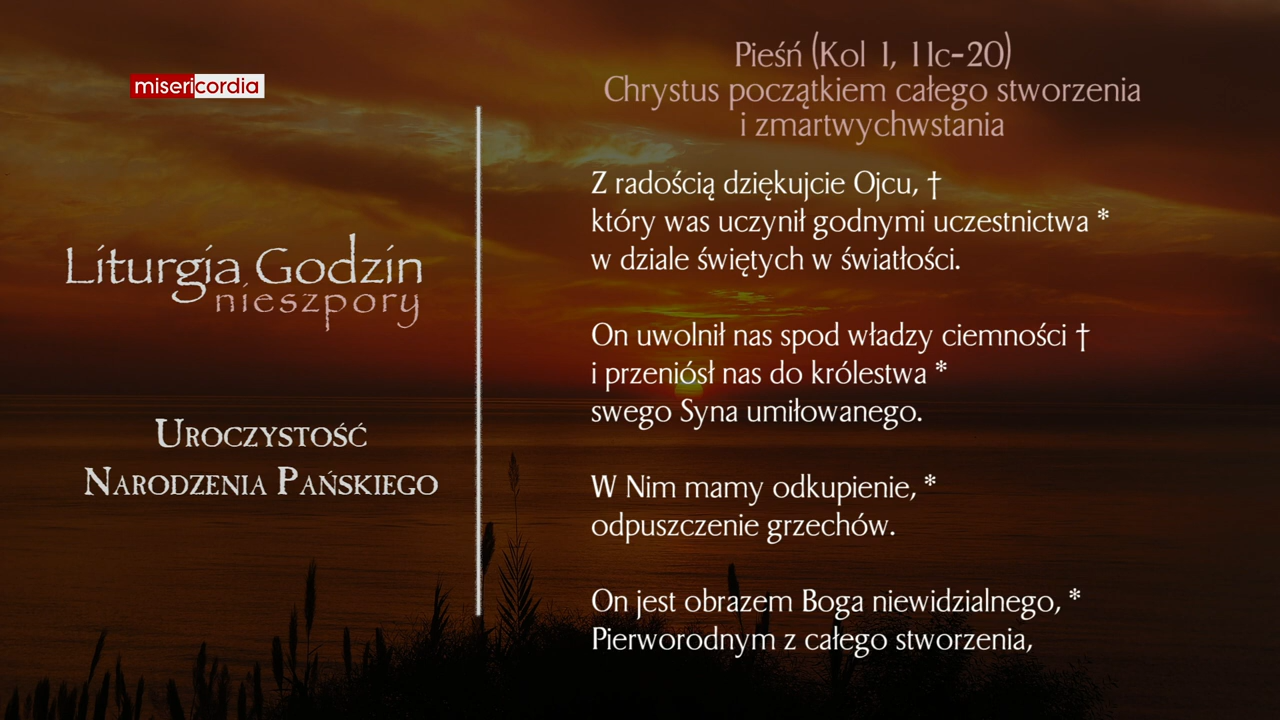 misericordia
Liturgia Godzin
nieszpory
Uroczystość
Narodzenia Pańskiego
Pieśń (Kol 1, 11c-20)
Chrystus początkiem całego stworzenia
i zmartwychwstania
Z radością dziękujcie Ojcu, †
który was uczynił godnymi uczestnictwa *
w dziale świętych w światłości.
On uwolnił nas spod władzy ciemności †
i przeniósł nas do królestwa *
swego Syna umiłowanego.
W Nim mamy odkupienie, *
odpuszczenie grzechów.
On jest obrazem Boga niewidzialnego, *
Pierworodnym z całego stworzenia,